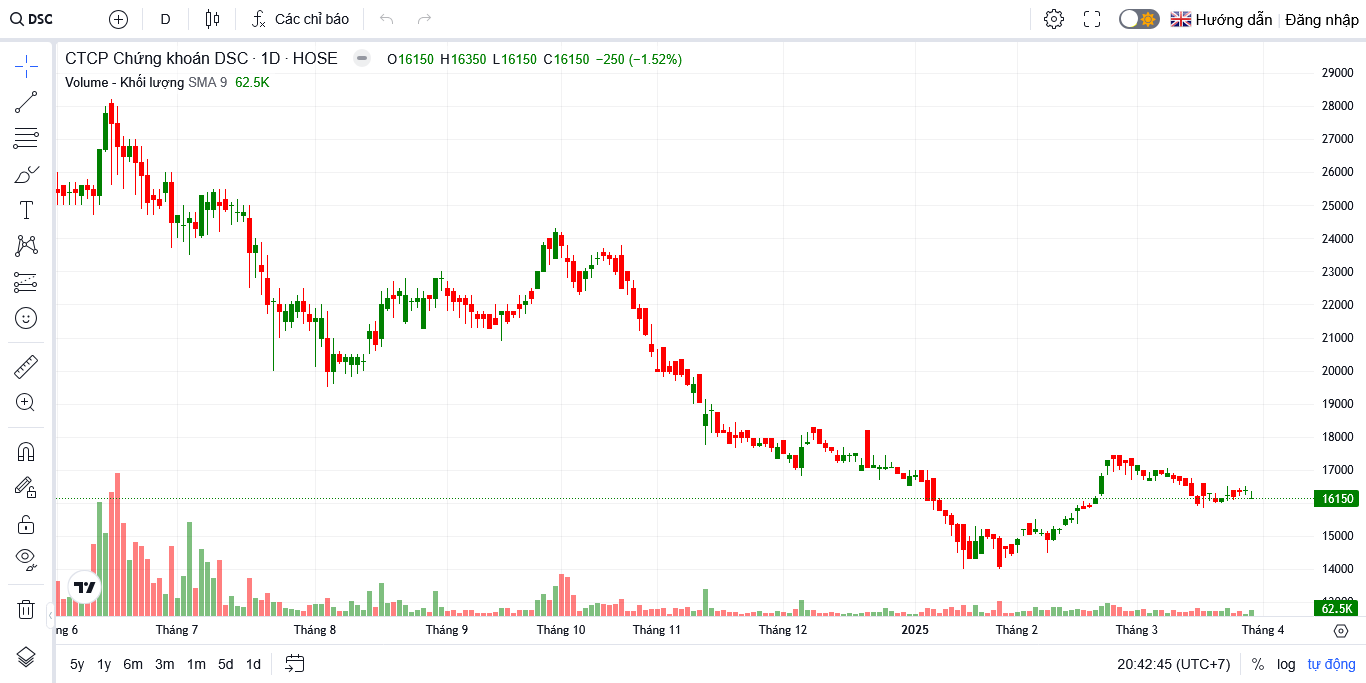 DSC D Các chỉ báo Hướng dẫn Đăng nhập
CTCP Chứng khoán DSC · 1D · HOSE O16150 H16350 L16150 C16150 −250 (−1.52%)
Volume - Khối lượng SMA 9 62.5K
29000
28000
27000
26000
25000
24000
23000
22000
21000
20000
19000
18000
17000
16150
15000
14000
62.5K
ng 6 Tháng 7 Tháng 8 Tháng 9 Tháng 10 Tháng 11 Tháng 12 2025 Tháng 2 Tháng 3 Tháng 4
5y 1y 6m 3m 1m 5d 1d 20:42:45 (UTC+7) % log tự động